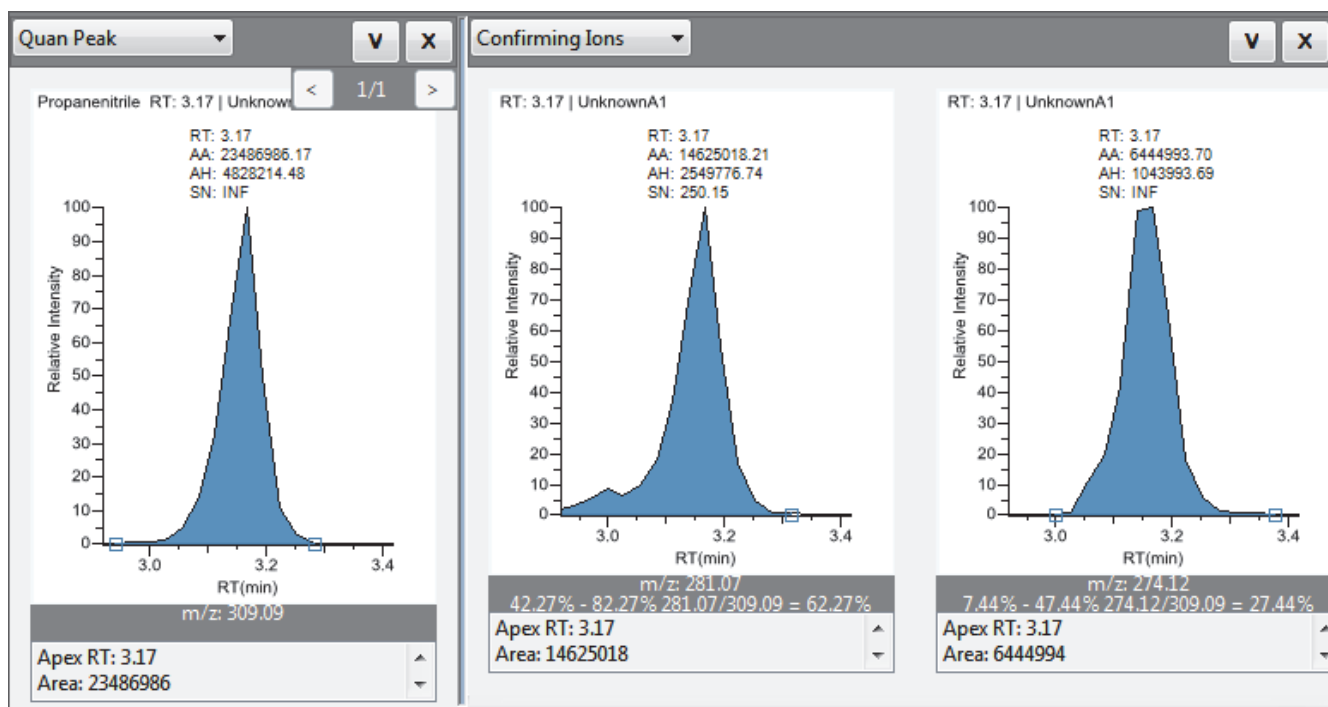 Quan Peak
V
X
Confirming Ions
V
X
<
1/1
>
Propanenitrile RT: 3.17 |
RT: 3.17
AA: 23486986.17
AH: 4828214.48
SN: INF
Relative Intensity
100
90
80
70
60
50
40
30
20
10
0
3.0
3.2
3.4
RT(min)
m/z: 309.09
Apex RT: 3.17
Area: 23486986
RT: 3.17 | UnknownA1
RT: 3.17
AA: 14625018.21
AH: 2549776.74
SN: 250.15
Relative Intensity
100
90
80
70
60
50
40
30
20
10
0
3.0
3.2
3.4
RT(min)
m/z: 281.07
42.27% - 82.27% 281.07/309.09 = 62.27%
Apex RT: 3.17
Area: 14625018
RT: 3.17 | UnknownA1
RT: 3.17
AA: 6444993.70
AH: 1043993.69
SN: INF
Relative Intensity
100
90
80
70
60
50
40
30
20
10
0
3.0
3.2
3.4
RT(min)
m/z: 274.12
7.44% - 47.44% 274.12/309.09 = 27.44%
Apex RT: 3.17
Area: 6444994